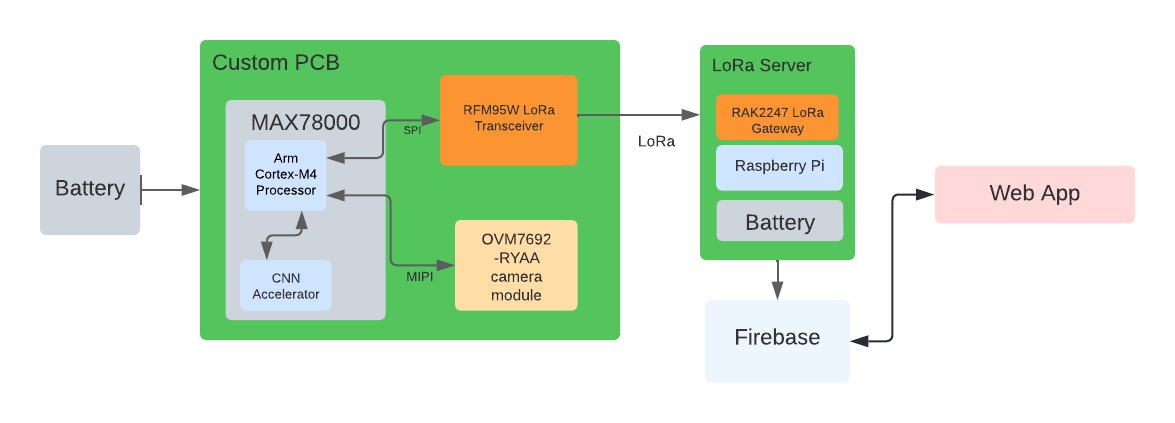 Battery
Custom PCB
MAX78000
Arm
Cortex-M4
Processor
CNN
Accelerator
SPI
RFM95W LoRa
Transceiver
MIPI
OVM7692
-RYAA
camera
module
LoRa
LoRa Server
RAK2247 LoRa
Gateway
Raspberry Pi
Battery
Firebase
Web App